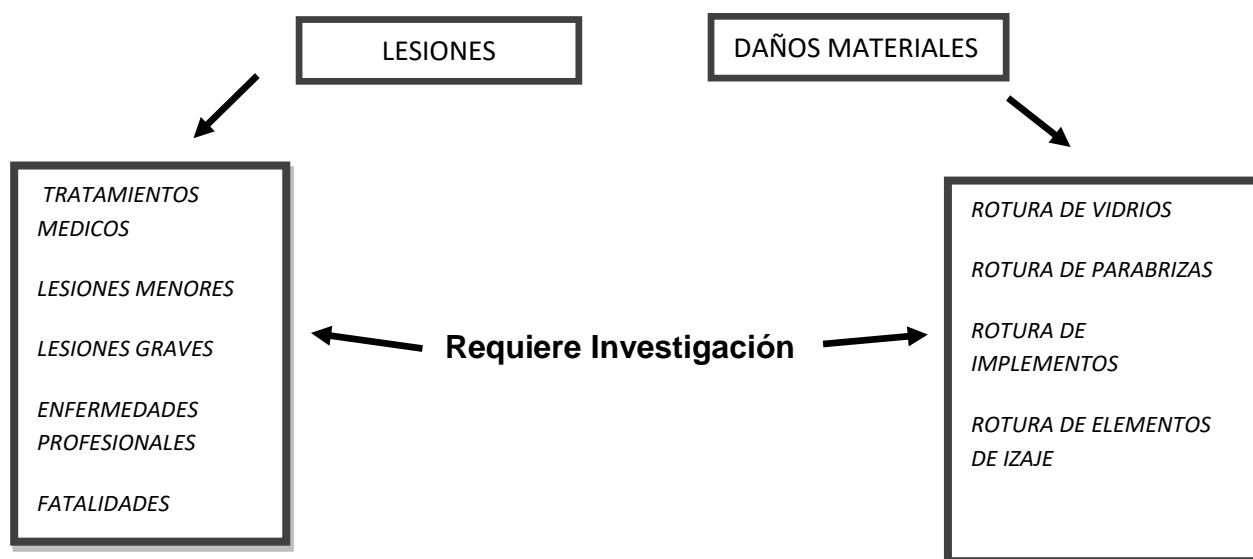 LESIONES
DAÑOS MATERIALES
TRATAMIENTOS
MEDICOS
LESIONES MENORES
LESIONES GRAVES
ENFERMEDADES
PROFESIONALES
FATALIDADES
Requiere Investigación
ROTURA DE VIDRIOS
ROTURA DE PARABRIZAS
ROTURA DE
IMPLEMENTOS
ROTURA DE ELEMENTOS
DE IZAJE